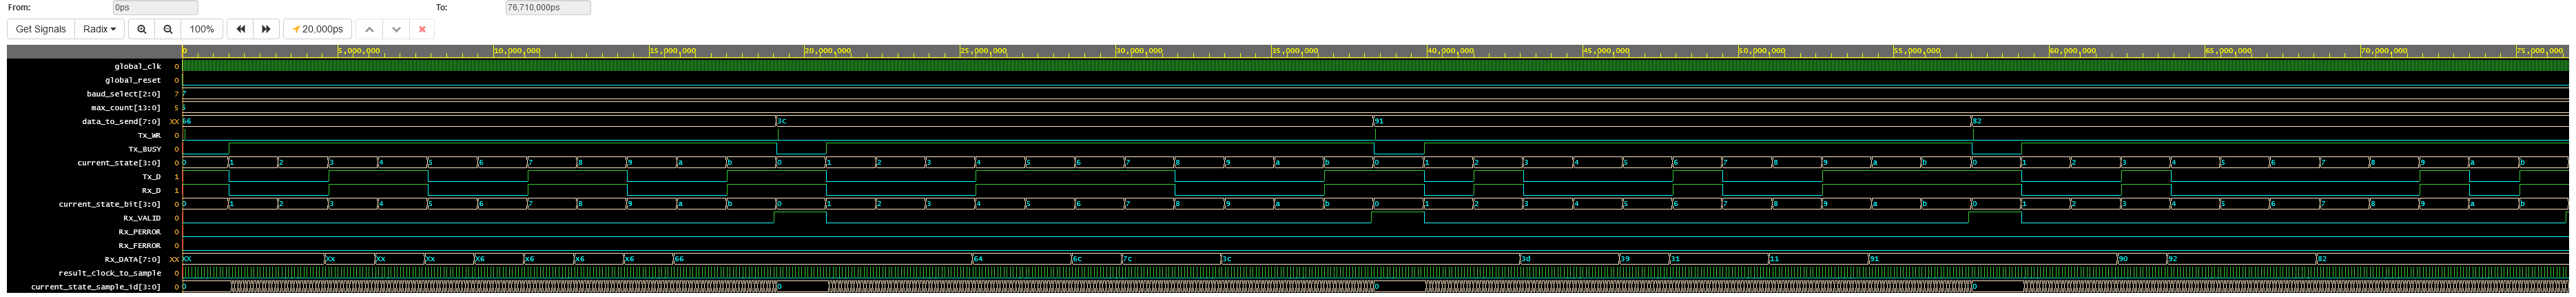 From: 0ps To: 76,710,000ps
Get Signals Radix 100% 20,000ps
0 5,000,000 10,000,000 15,000,000 20,000,000 25,000,000 30,000,000 35,000,000 40,000,000 45,000,000 50,000,000 55,000,000 60,000,000 65,000,000 70,000,000 75,000,000
global_clk 0
global_reset 0
baud_select[2:0] 7 7
max_count[13:0] 5 5
data_to_send[7:0] XX 66 3c 91 82
Tx_WR 0
Tx_BUSY 0
current_state[3:0] 0 0 1 2 3 4 5 6 7 8 9 a b 0 1 2 3 4 5 6 7 8 9 a b 0 1 2 3 4 5 6 7 8 9 a b 0 1 2 3 4 5 6 7 8 9 a b
Tx_D 1
Rx_D 1
current_state_bit[3:0] 0 0 1 2 3 4 5 6 7 8 9 a b 0 1 2 3 4 5 6 7 8 9 a b 0 1 2 3 4 5 6 7 8 9 a b 0 1 2 3 4 5 6 7 8 9 a b
Rx_VALID 0
Rx_PERROR 0
Rx_FERROR 0
Rx_DATA[7:0] XX XX Xx Xx Xx X6 x6 x6 x6 66 64 6c 7c 3c 3d 39 31 11 91 90 92 82
result_clock_to_sample 0
current_state_sample_id[3:0] 0 0 0 0 0